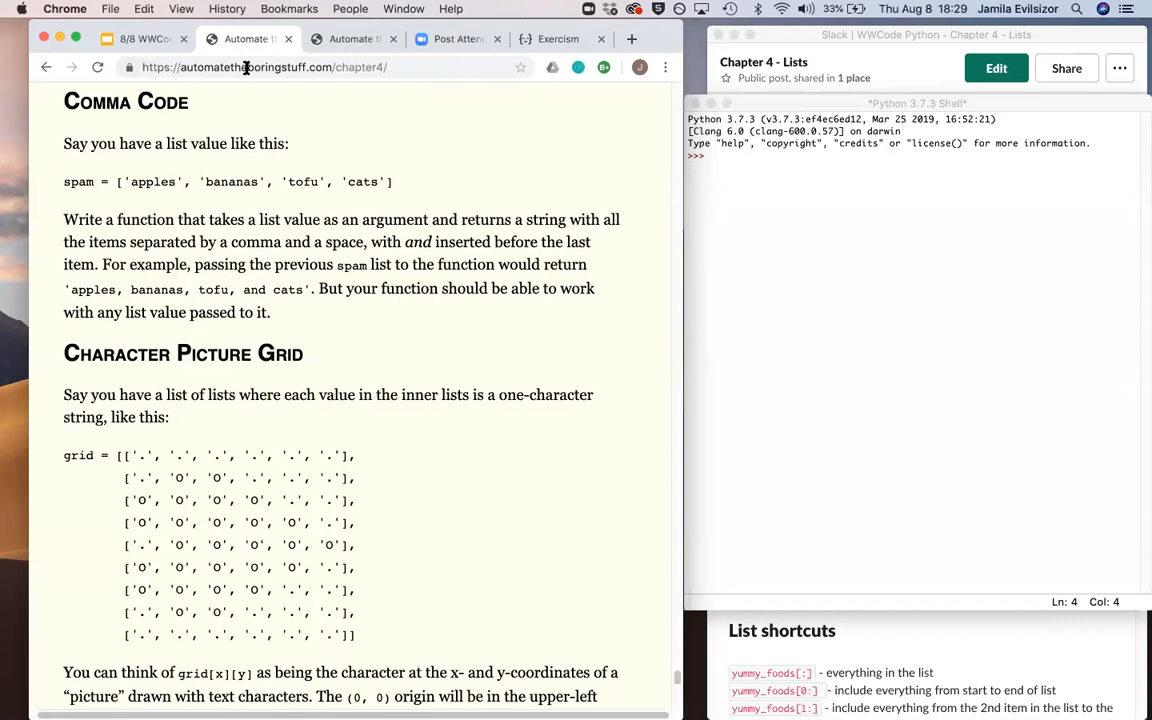 Chrome File Edit View History Bookmarks People Window Help 33% Thu Aug 8 18:29 Jamila Evilsizor
8/8 WWCo Automate th Automate ti Post Atten {-} Exercism
https://automatetheboringstuff.com/chapter4/
COMMA CODE
Say you have a list value like this:
spam = ['apples', 'bananas', 'tofu', 'cats']
Write a function that takes a list value as an argument and returns a string with all
the items separated by a comma and a space, with and inserted before the last
item. For example, passing the previous spam list to the function would return
'apples, bananas, tofu, and cats'. But your function should be able to work
with any list value passed to it.
CHARACTER PICTURE GRID
Say you have a list of lists where each value in the inner lists is a one-character
string, like this:
grid = [['.', '.', '.', '.', '.', '.'],
['.', 'O', 'O', '.', '.', '.'],
['O', 'O', 'O', 'O', '.', '.'],
['O', 'O', 'O', 'O', 'O', '.'],
['.', 'O', 'O', 'O', 'O', 'O'],
['O', 'O', 'O', 'O', 'O', '.'],
['O', 'O', 'O', 'O', '.', '.'],
['.', 'O', 'O', '.', '.', '.'],
['.', '.', '.', '.', '.', '.']]
You can think of grid[x][y] as being the character at the x- and y-coordinates of a
“picture” drawn with text characters. The (0, 0) origin will be in the upper-left
Slack | WWCode Python - Chapter 4 - Lists
Chapter 4 - Lists
Public post, shared in 1 place
Edit Share
*Python 3.7.3 Shell*
Python 3.7.3 (v3.7.3:ef4ec6ed12, Mar 25 2019, 16:52:21)
[Clang 6.0 (clang-600.0.57)] on darwin
Type "help", "copyright", "credits" or "license()" for more information.
>>>
Ln: 4 Col: 4
List shortcuts
yummy_foods[:] - everything in the list
yummy_foods[0:] - include everything from start to end of list
yummy_foods[1:] - include everything from the 2nd item in the list to the